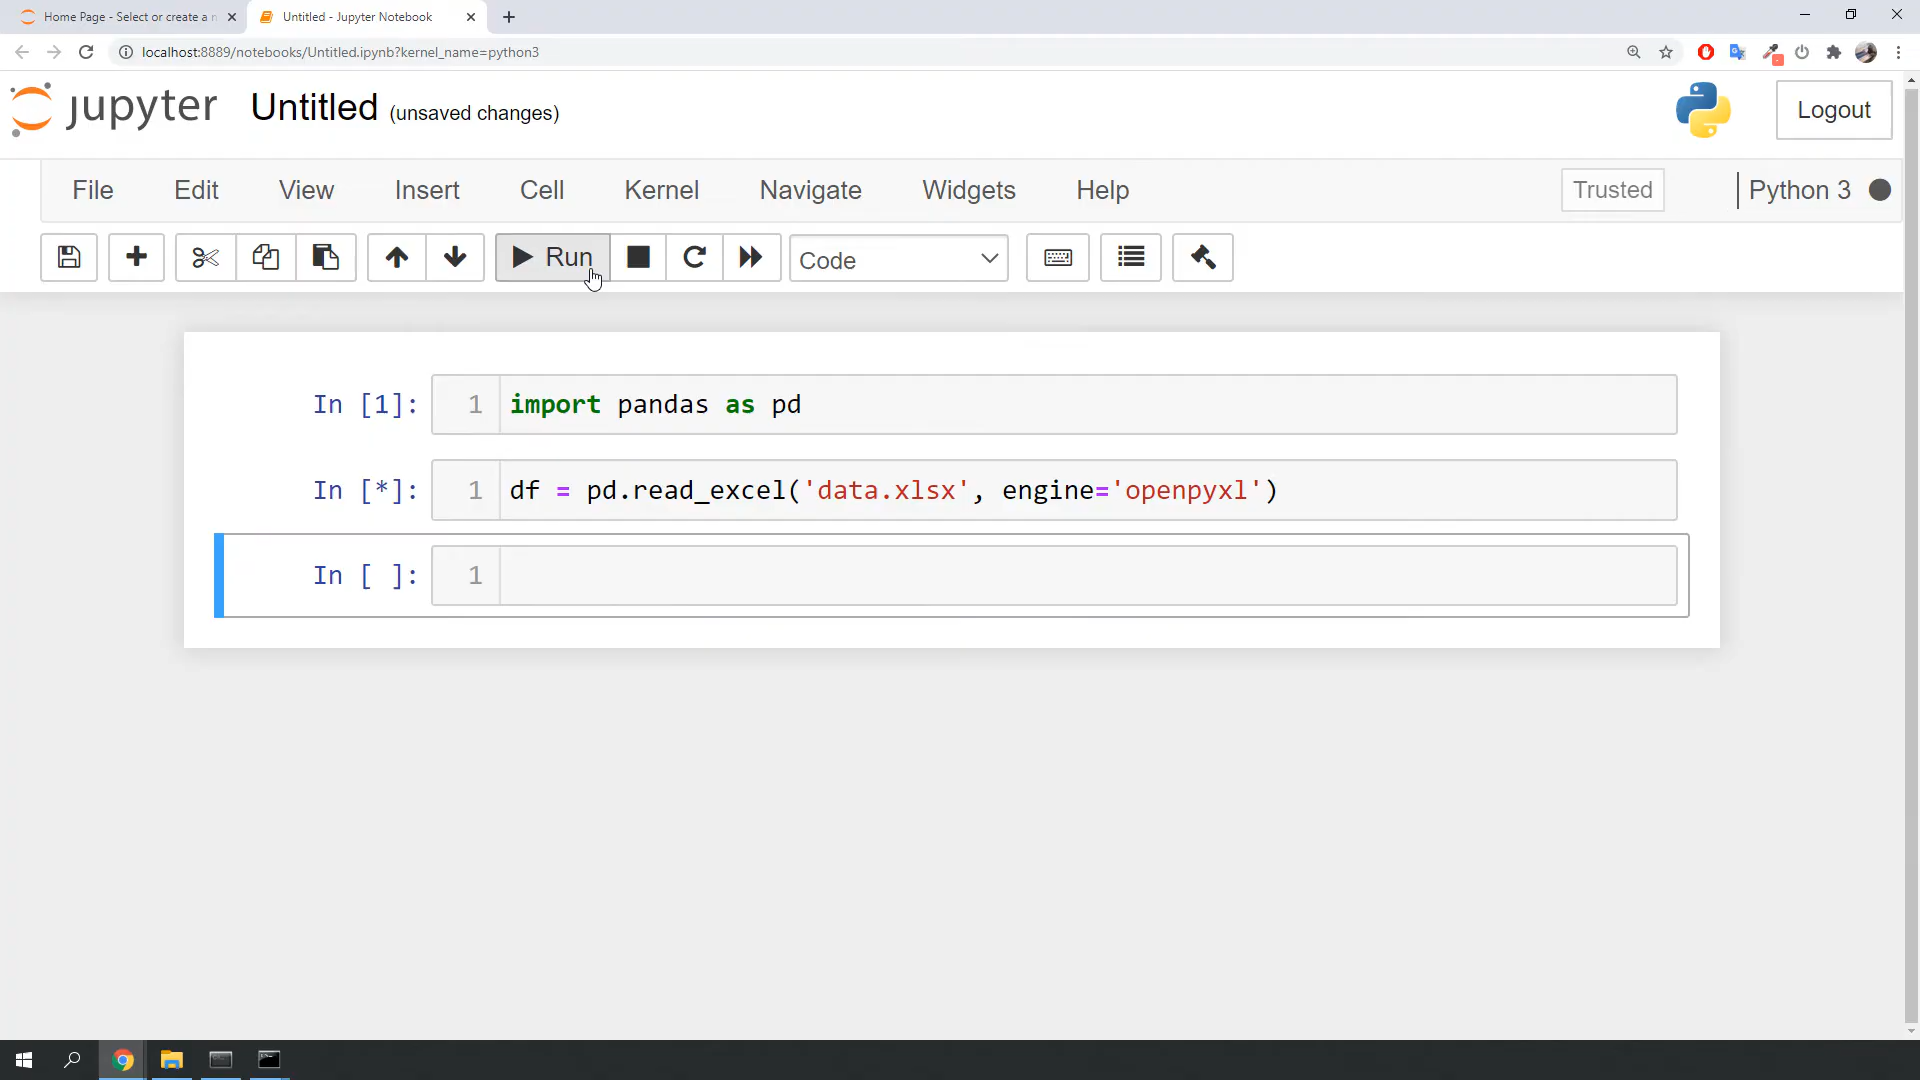 Home Page - Select or create a n
Untitled - Jupyter Notebook
localhost:8889/notebooks/Untitled.ipynb?kernel_name=python3
jupyter Untitled (unsaved changes)
Logout
File Edit View Insert Cell Kernel Navigate Widgets Help
Trusted
Python 3
Run
Code
In [1]: 1 import pandas as pd
In [*]: 1 df = pd.read_excel('data.xlsx', engine='openpyxl')
In [ ]: 1